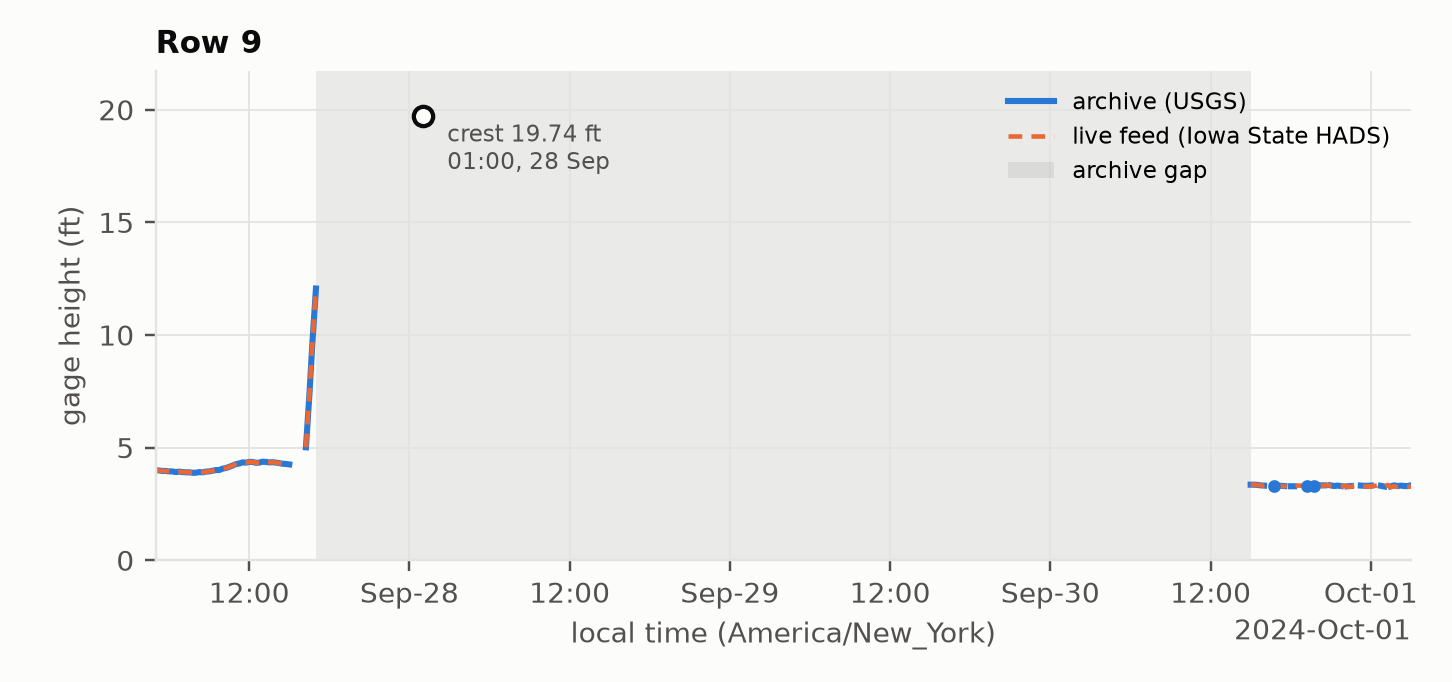 Row 9
20
15
10
5
0
gage height (ft)
crest 19.74 ft
01:00, 28 Sep
archive (USGS)
live feed (Iowa State HADS)
archive gap
12:00 Sep-28 12:00 Sep-29 12:00 Sep-30 12:00 Oct-01
local time (America/New_York)
2024-Oct-01